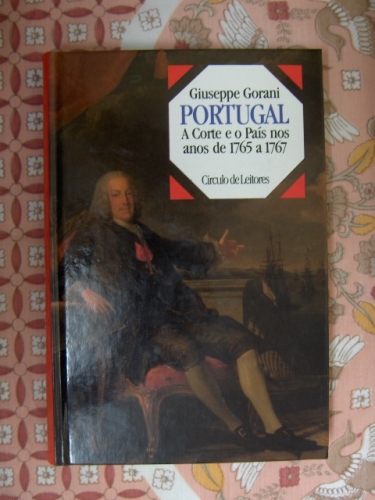 Giuseppe Gorani
PORTUGAL
A Corte e o País nos
anos de 1765 a 1767
Círculo de Leitores